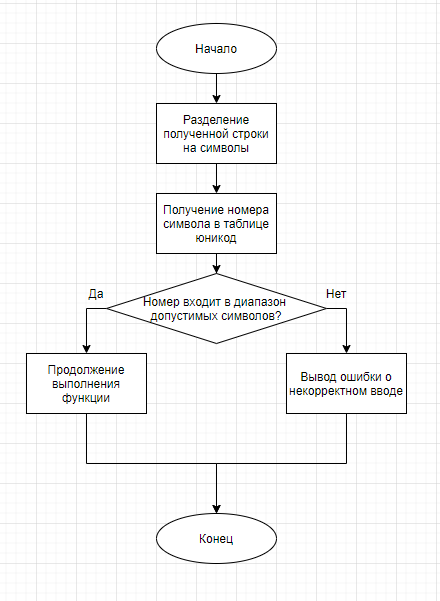 Начало
Разделение
полученной строки
на символы
Получение номера
символа в таблице
юникод
Да
Нет
Номер входит в диапазон
допустимых символов?
Продолжение
выполнения
функции
Вывод ошибки о
некорректном вводе
Конец